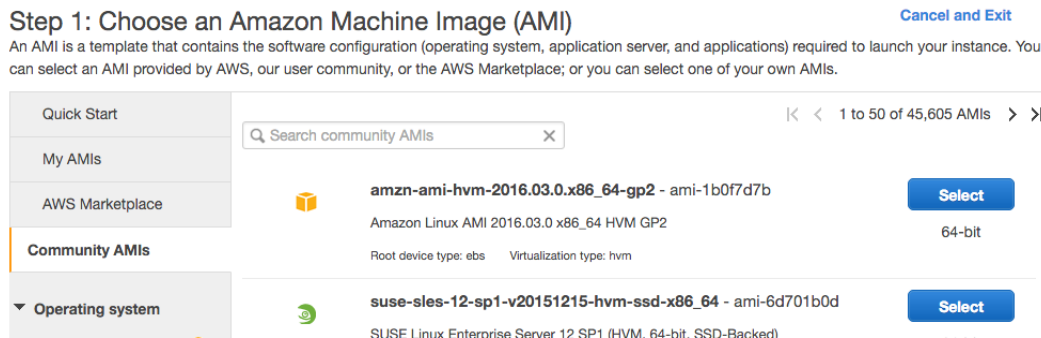 Step 1: Choose an Amazon Machine Image (AMI)
Cancel and Exit
An AMI is a template that contains the software configuration (operating system, application server, and applications) required to launch your instance. You
can select an AMI provided by AWS, our user community, or the AWS Marketplace; or you can select one of your own AMIs.
Quick Start
My AMIs
AWS Marketplace
Community AMIs
Operating system
Search community AMIs
1 to 50 of 45,605 AMIs
amzn-ami-hvm-2016.03.0.x86_64-gp2 - ami-1b0f7d7b
Amazon Linux AMI 2016.03.0 x86_64 HVM GP2
Root device type: ebs Virtualization type: hvm
Select
64-bit
suse-sles-12-sp1-v20151215-hvm-ssd-x86_64 - ami-6d701b0d
SUSE Linux Enterprise Server 12 SP1 (HVM, 64-bit, SSD-Backed)
Select